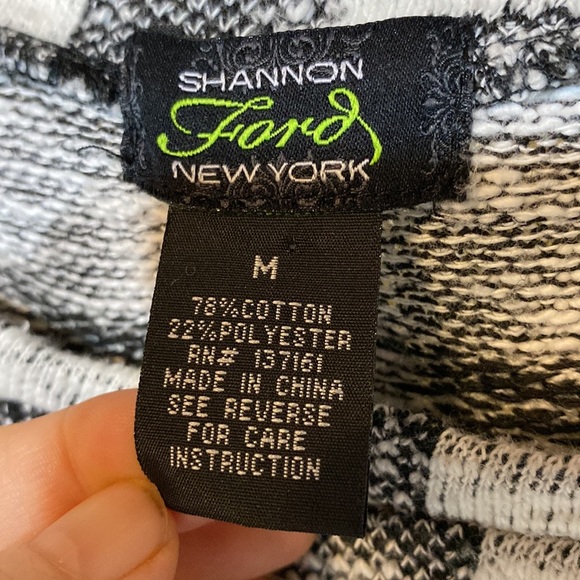 SHANNON
Ford
NEW YORK
M
78%COTTON
22%POLYESTER
RN# 137161
MADE IN CHINA
SEE REVERSE
FOR CARE
INSTRUCTION